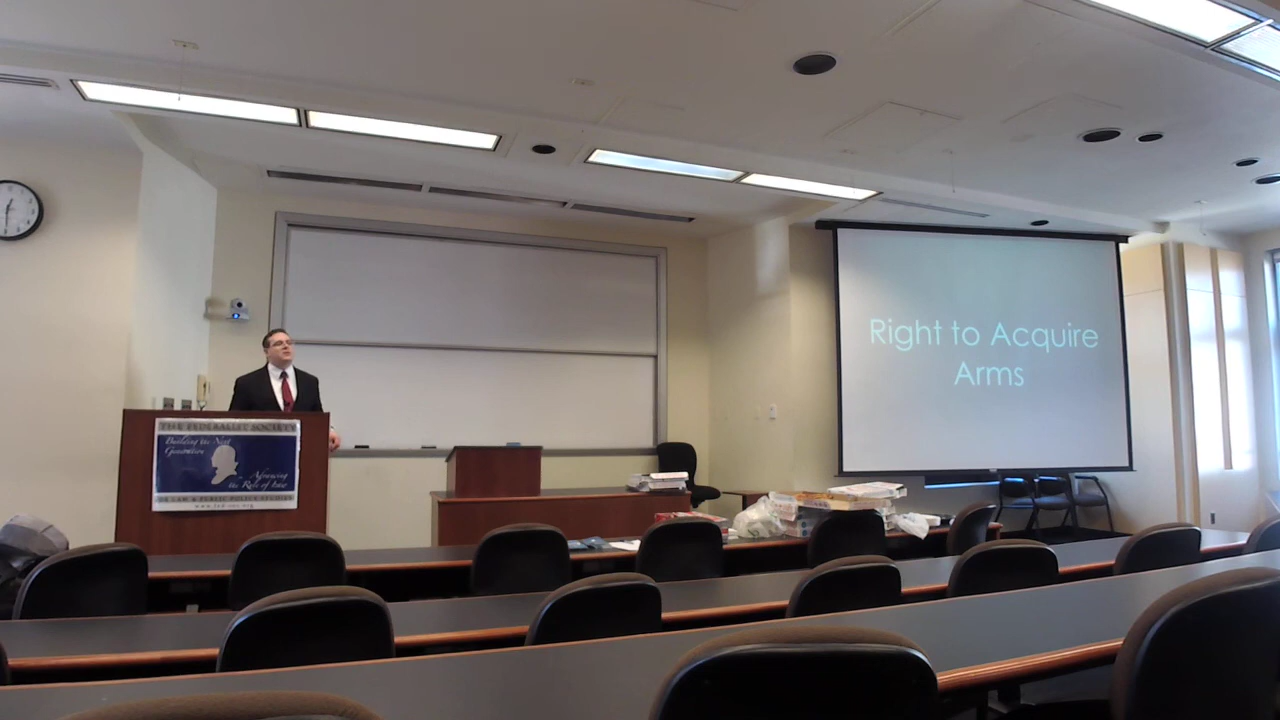 THE FEDERALIST SOCIETY
Building the Next
Generation
Advancing
the Rule of Law
Right to Acquire
Arms